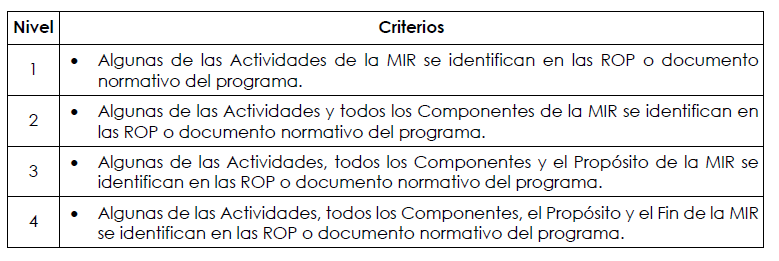 Nivel Criterios
1 • Algunas de las Actividades de la MIR se identifican en las ROP o documento
normativo del programa.
2 • Algunas de las Actividades y todos los Componentes de la MIR se identifican en
las ROP o documento normativo del programa.
3 • Algunas de las Actividades, todos los Componentes y el Propósito de la MIR se
identifican en las ROP o documento normativo del programa.
4 • Algunas de las Actividades, todos los Componentes, el Propósito y el Fin de la MIR
se identifican en las ROP o documento normativo del programa.